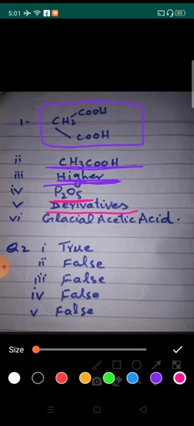 5:01
1- CH2 COOH
COOH
ii CH3COOH
iii Higher
iv P2O5
v Derivatives
vi Glacial Acetic Acid.
Q2 i True
ii False
iii False
iv False
v False
Size